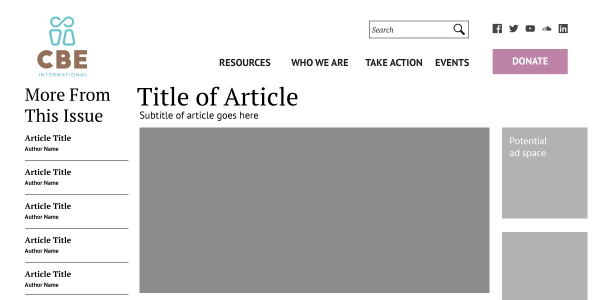 CBE
INTERNATIONAL
Search
RESOURCES WHO WE ARE TAKE ACTION EVENTS DONATE
More From
This Issue
Article Title
Author Name
Article Title
Author Name
Article Title
Author Name
Article Title
Author Name
Article Title
Author Name
Title of Article
Subtitle of article goes here
Potential
ad space